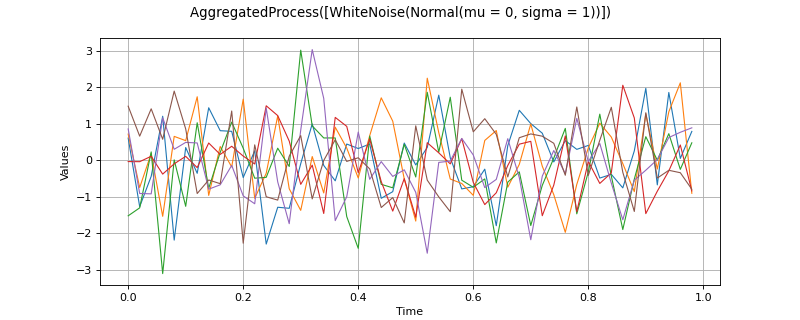 AggregatedProcess([WhiteNoise(Normal(mu = 0, sigma = 1))])
3
2
1
0
−1
−2
−3
Values
0.0 0.2 0.4 0.6 0.8 1.0
Time